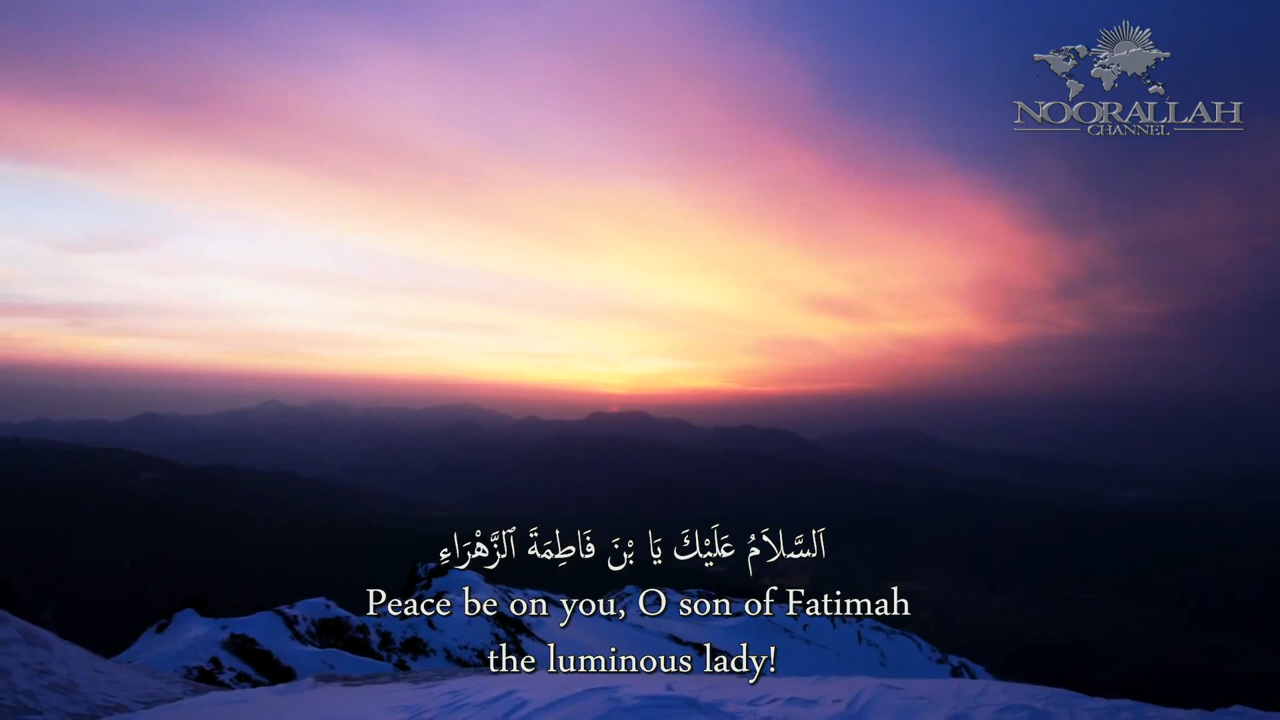 NOORALLAH
CHANNEL
اَلسَّلاَمُ عَلَيْكَ يَا بْنَ فَاطِمَةَ ٱلزَّهْرَاءِ
Peace be on you, O son of Fatimah
the luminous lady!